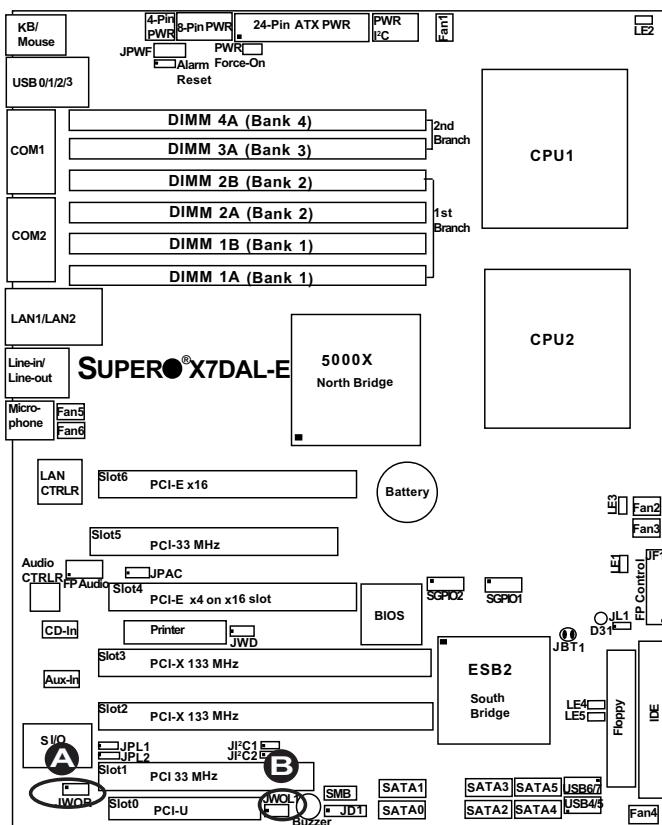 KB/
Mouse
4-Pin
PWR
8-Pin PWR
24-Pin ATX PWR
PWR
I²C
Fan1
LE2
JPWF
Alarm
Reset
PWR
Force-On
USB 0/1/2/3
COM1
DIMM 4A (Bank 4)
DIMM 3A (Bank 3)
2nd
Branch
DIMM 2B (Bank 2)
DIMM 2A (Bank 2)
DIMM 1B (Bank 1)
DIMM 1A (Bank 1)
1st
Branch
CPU1
COM2
LAN1/LAN2
CPU2
Line-in/
Line-out
SUPER®X7DAL-E
5000X
North Bridge
Micro-
phone
Fan5
Fan6
LAN
CTRLR
Slot6
PCI-E x16
Battery
LE3
Fan2
Fan3
Slot5
PCI-33 MHz
Audio
CTRLR
FP Audio
JPAC
LE1
JF1
FP Control
Slot4
PCI-E x4 on x16 slot
BIOS
SGPIO2
SGPIO1
CD-In
Printer
JWD
JL1
D31
JBT1
Slot3
PCI-X 133 MHz
ESB2
South
Bridge
Aux-In
Slot2
PCI-X 133 MHz
LE4
LE5
Floppy
IDE
S I/O
A
JPL1
JPL2
JI²C1
JI²C2
B
Slot1
PCI 33 MHz
JWOR
Slot0
PCI-U
JWOL1
Buzzer
SMB
JD1
SATA1
SATA0
SATA3
SATA5
USB6/7
SATA2
SATA4
USB4/5
Fan4